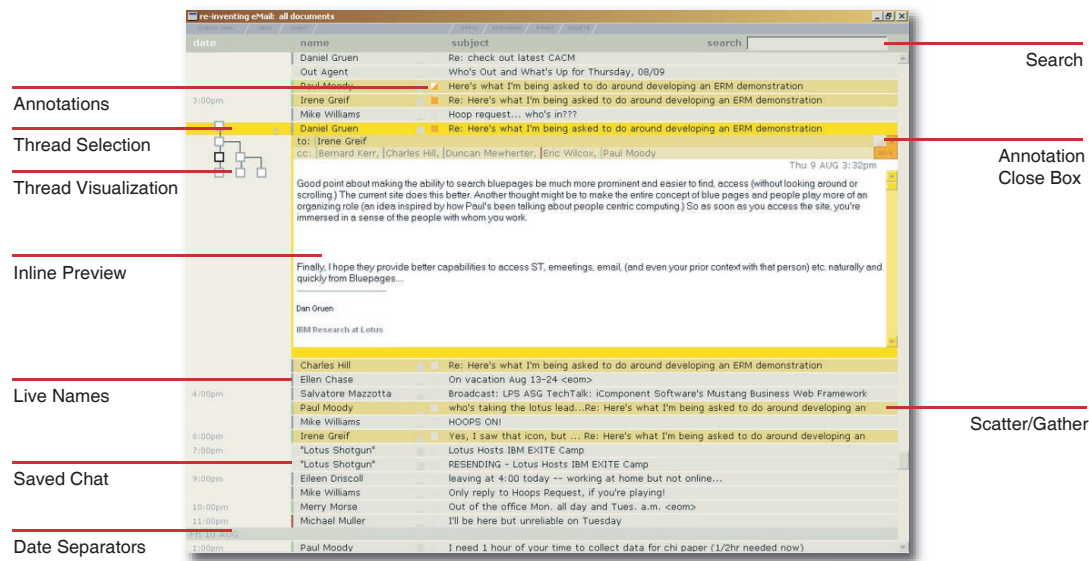 re-inventing eMail: all documents
CHECK MAIL / NEW / CHAT / REPLY / FORWARD / PRINT / DELETE /
date name subject search
Search
Daniel Gruen Re: check out latest CACM
Out Agent Who's Out and What's Up for Thursday, 08/09
Annotations
Paul Moody Here's what I'm being asked to do around developing an ERM demonstration
3:00pm Irene Greif Re: Here's what I'm being asked to do around developing an ERM demonstration
Mike Williams Hoop request... who's in???
Thread Selection
Daniel Gruen Re: Here's what I'm being asked to do around developing an ERM demonstration
to: Irene Greif
cc: Bernard Kerr, Charles Hill, Duncan Mewherter, Eric Wilcox, Paul Moody
Annotation
Close Box
Thu 9 AUG 3:32pm
Thread Visualization
Good point about making the ability to search bluepages be much more prominent and easier to find, access (without looking around or
scrolling.) The current site does this better. Another thought might be to make the entire concept of blue pages and people play more of an
organizing role (an idea inspired by how Paul's been talking about people centric computing.) So as soon as you access the site, you're
immersed in a sense of the people with whom you work.
Inline Preview
Finally, I hope they provide better capabilities to access ST, emeetings, email, (and even your prior context with that person) etc. naturally and
quickly from Bluepages...
Dan Gruen
IBM Research at Lotus
Charles Hill Re: Here's what I'm being asked to do around developing an ERM demonstration
Ellen Chase On vacation Aug 13-24 <eom>
Live Names
4:00pm Salvatore Mazzotta Broadcast: LPS ASG TechTalk: iComponent Software's Mustang Business Web Framework
Paul Moody who's taking the lotus lead...Re: Here's what I'm being asked to do around developing an
Scatter/Gather
Mike Williams HOOPS ON!
6:00pm Irene Greif Yes, I saw that icon, but ... Re: Here's what I'm being asked to do around developing an
7:00pm "Lotus Shotgun" Lotus Hosts IBM EXITE Camp
"Lotus Shotgun" RESENDING - Lotus Hosts IBM EXITE Camp
Saved Chat
9:00pm Eileen Driscoll leaving at 4:00 today -- working at home but not online...
Mike Williams Only reply to Hoops Request, if you're playing!
10:00pm Merry Morse Out of the office Mon. all day and Tues. a.m. <eom>
11:00pm Michael Muller I'll be here but unreliable on Tuesday
Fri 10 AUG
Date Separators
1:00pm Paul Moody I need 1 hour of your time to collect data for chi paper (1/2hr needed now)